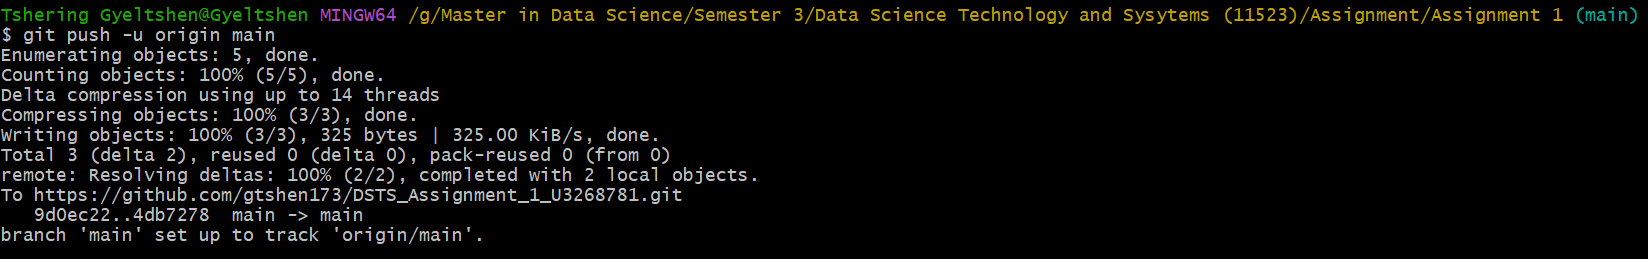 Tshering Gyeltshen@Gyeltshen MINGW64 /g/Master in Data Science/Semester 3/Data Science Technology and Sysytems (11523)/Assignment/Assignment 1 (main)
$ git push -u origin main
Enumerating objects: 5, done.
Counting objects: 100% (5/5), done.
Delta compression using up to 14 threads
Compressing objects: 100% (3/3), done.
Writing objects: 100% (3/3), 325 bytes | 325.00 KiB/s, done.
Total 3 (delta 2), reused 0 (delta 0), pack-reused 0 (from 0)
remote: Resolving deltas: 100% (2/2), completed with 2 local objects.
To https://github.com/gtshen173/DSTS_Assignment_1_U3268781.git
   9d0ec22..4db7278  main -> main
branch 'main' set up to track 'origin/main'.